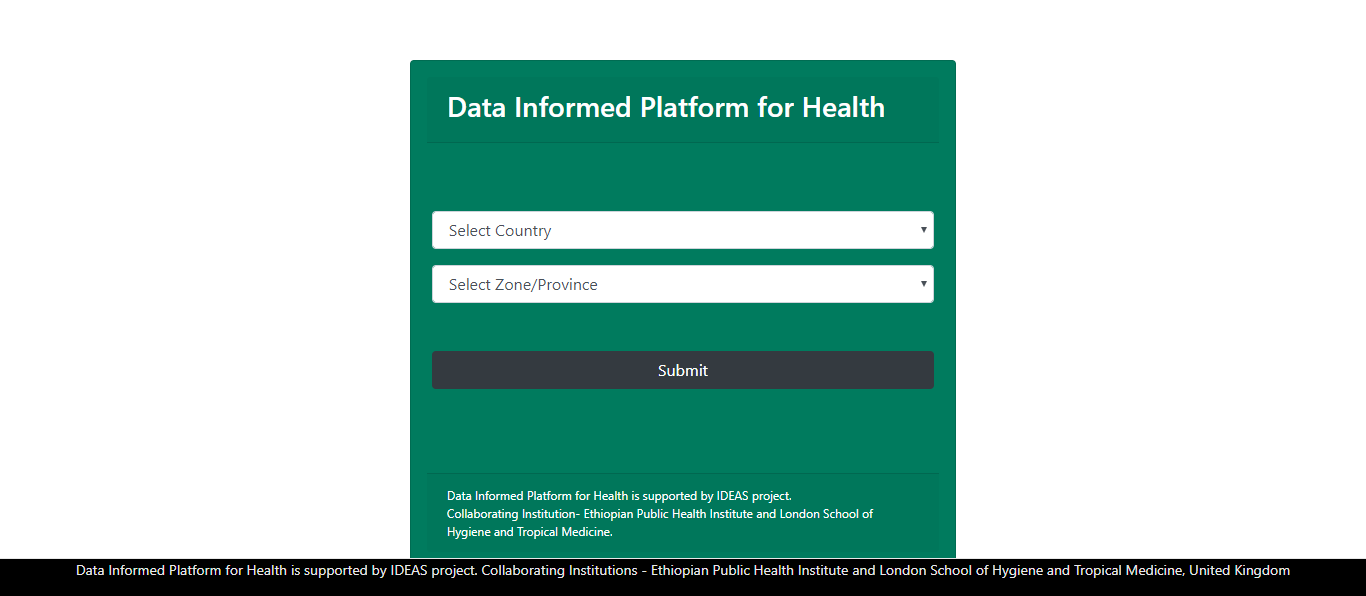 Data Informed Platform for Health
Select Country
Select Zone/Province
Submit
Data Informed Platform for Health is supported by IDEAS project.
Collaborating Institution- Ethiopian Public Health Institute and London School of
Hygiene and Tropical Medicine.
Data Informed Platform for Health is supported by IDEAS project. Collaborating Institutions - Ethiopian Public Health Institute and London School of Hygiene and Tropical Medicine, United Kingdom